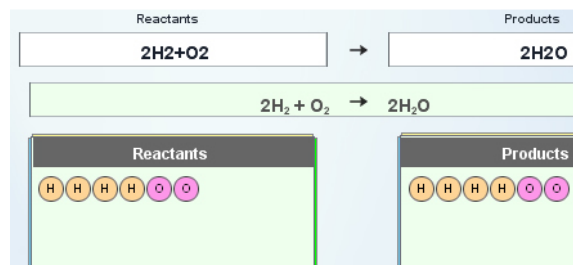 Reactants Products
2H2+O2 → 2H2O
2H₂ + O₂ → 2H₂O
Reactants Products
H H H H O O H H H H O O